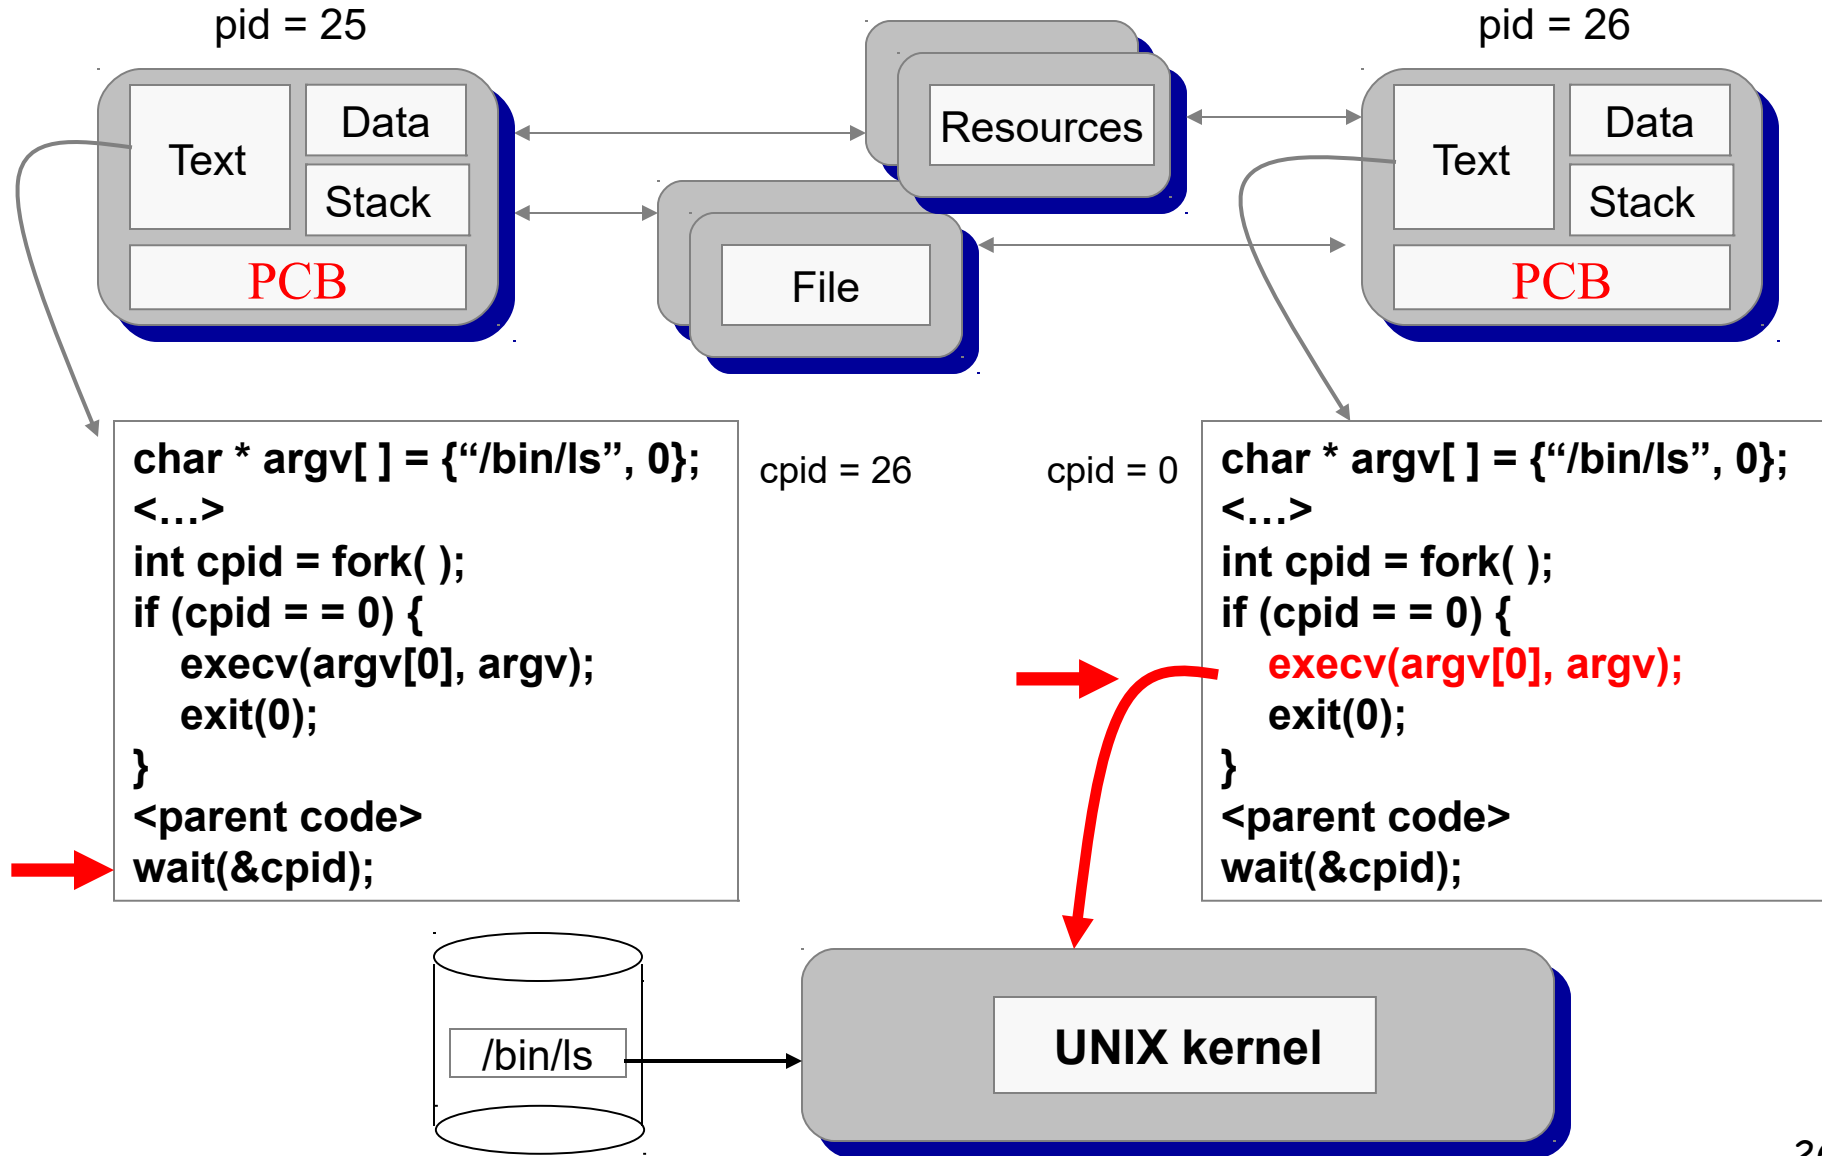 pid = 25
pid = 26
Text
Data
Stack
PCB
Resources
File
Text
Data
Stack
PCB
char * argv[ ] = {“/bin/ls”, 0};
<…>
int cpid = fork( );
if (cpid = = 0) {
execv(argv[0], argv);
exit(0);
}
<parent code>
wait(&cpid);
cpid = 26
cpid = 0
char * argv[ ] = {“/bin/ls”, 0};
<…>
int cpid = fork( );
if (cpid = = 0) {
execv(argv[0], argv);
exit(0);
}
<parent code>
wait(&cpid);
/bin/ls
UNIX kernel